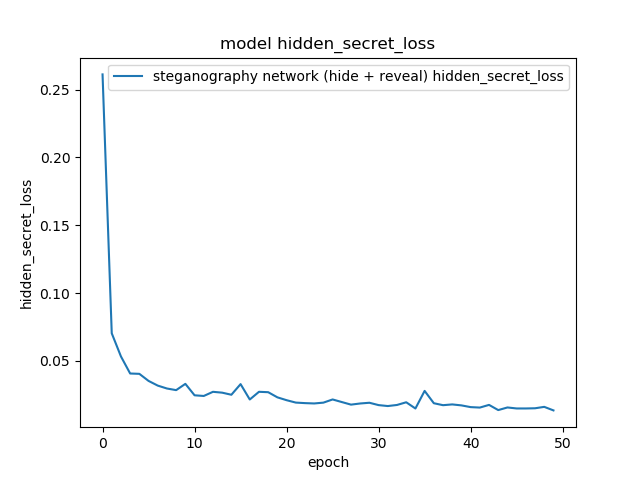 model hidden_secret_loss
steganography network (hide + reveal) hidden_secret_loss
0.25
0.20
0.15
0.10
0.05
hidden_secret_loss
0 10 20 30 40 50
epoch